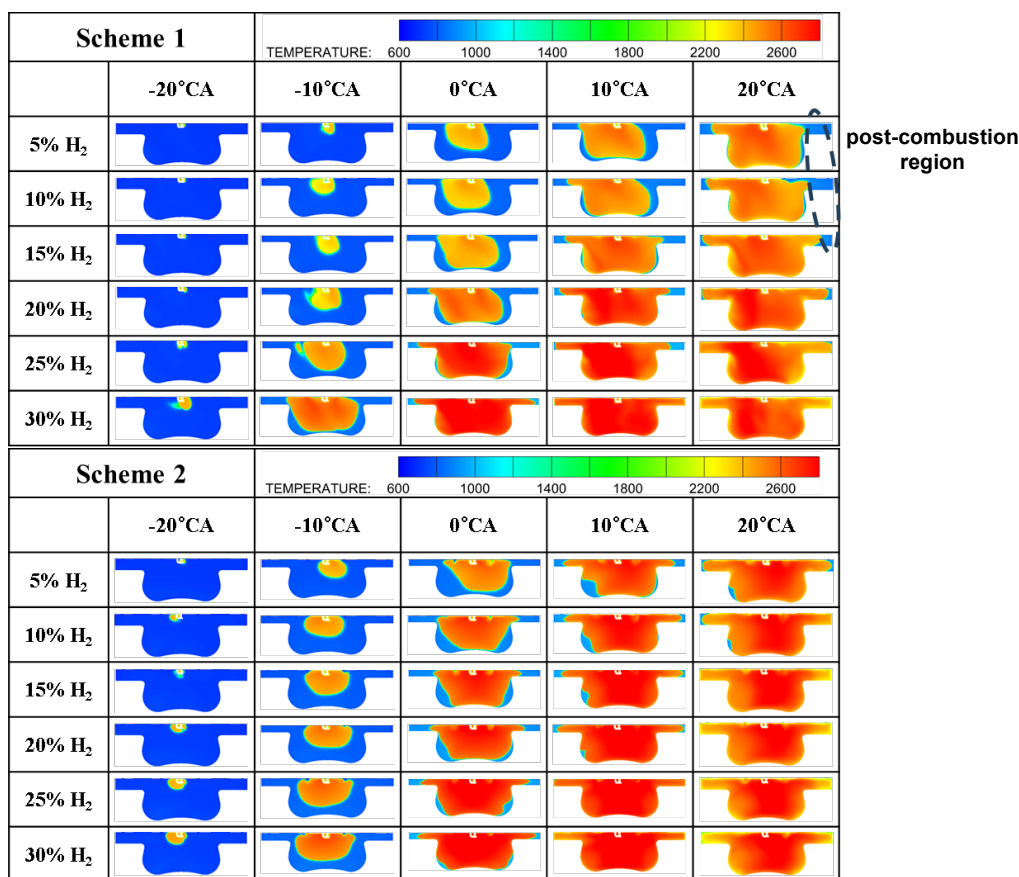 Scheme 1
TEMPERATURE: 600 1000 1400 1800 2200 2600
-20°CA -10°CA 0°CA 10°CA 20°CA
5% H₂
post-combustion
region
10% H₂
15% H₂
20% H₂
25% H₂
30% H₂
Scheme 2
TEMPERATURE: 600 1000 1400 1800 2200 2600
-20°CA -10°CA 0°CA 10°CA 20°CA
5% H₂
10% H₂
15% H₂
20% H₂
25% H₂
30% H₂